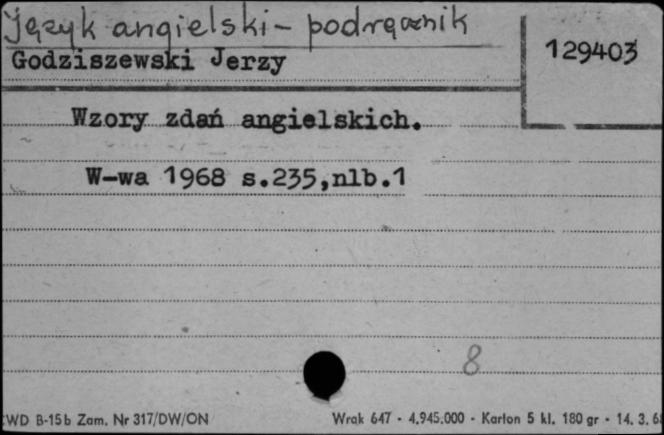 język angielski - podręcznik
129403
Godziszewski Jerzy
Wzory zdań angielskich.
W-wa 1968 s.235,nlb.1
8
WD B-15b Zam. Nr 317/DW/ON
Wrak 647 - 4.945.000 - Karton 5 kl. 180 gr - 14. 3. 6